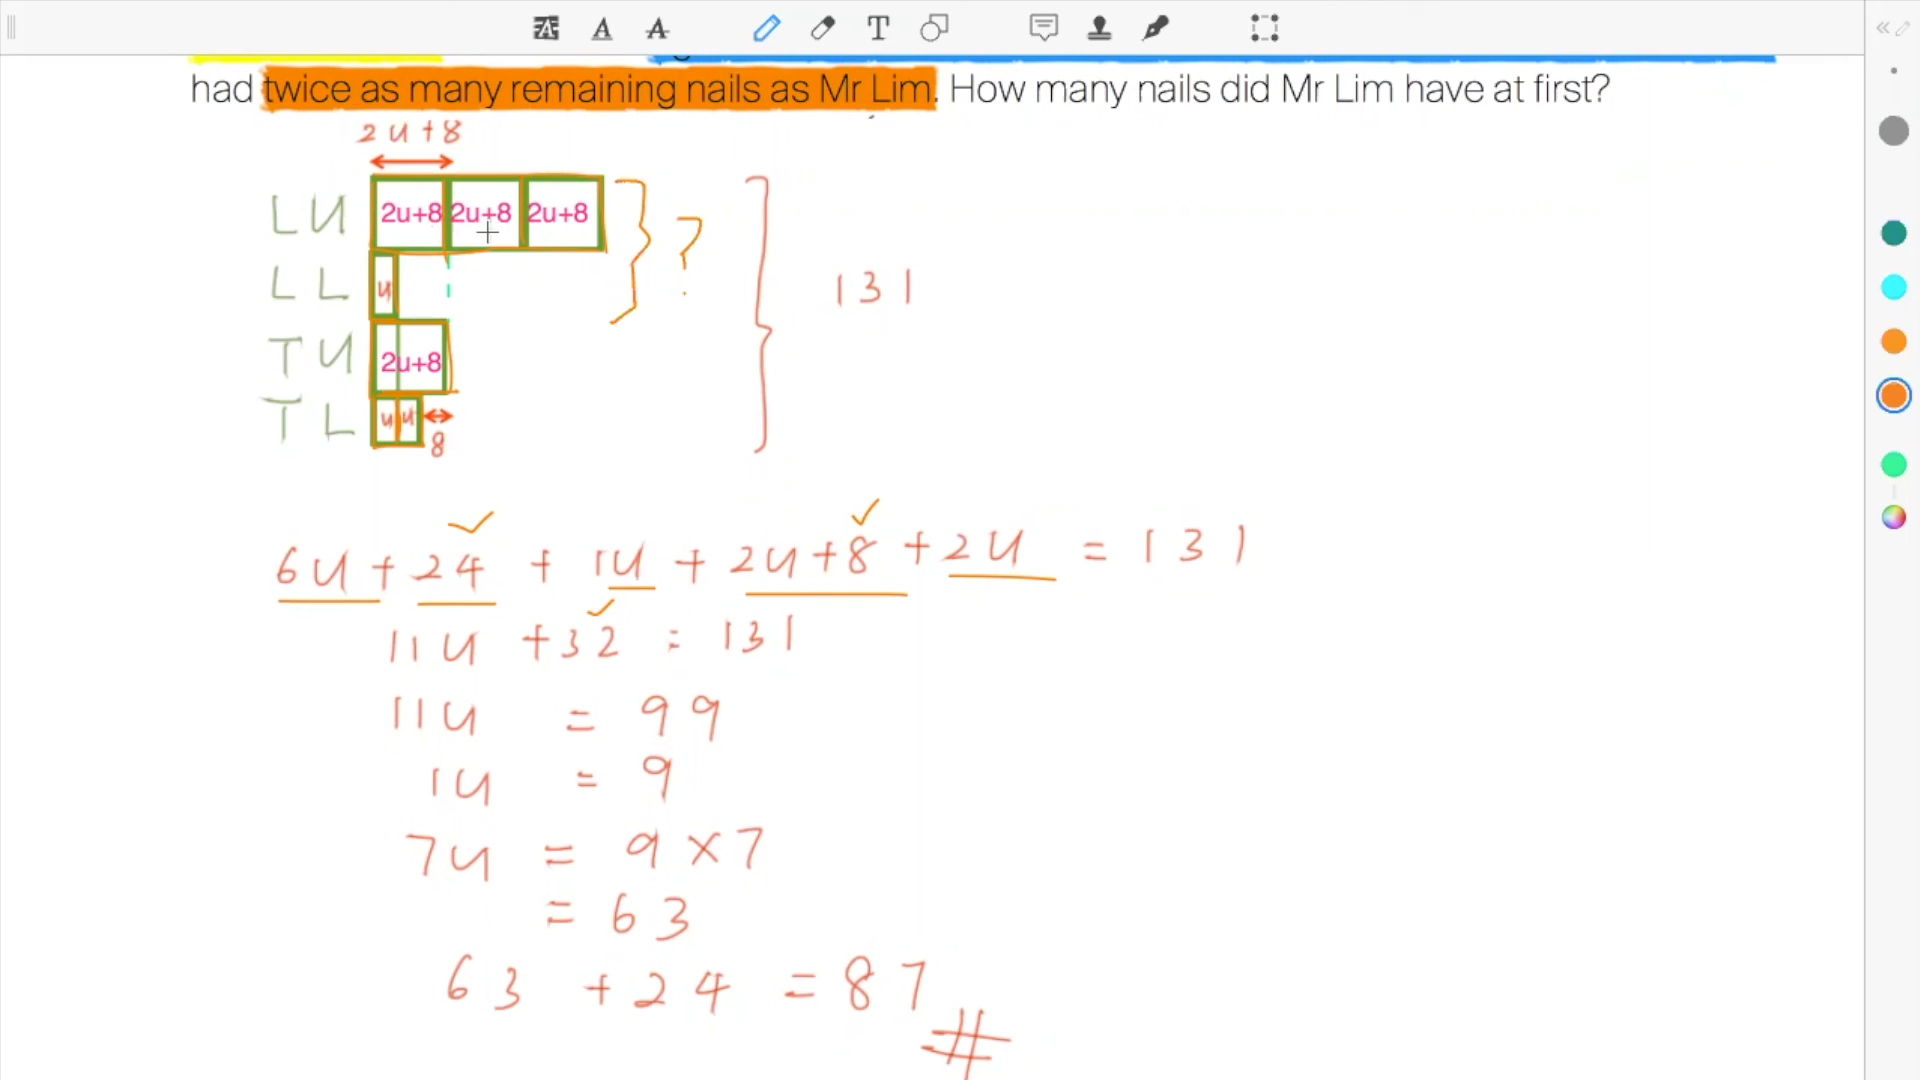 had twice as many remaining nails as Mr Lim. How many nails did Mr Lim have at first?
2u+8
LU 2u+8 2u+8 2u+8 ?
LL u
131
TU 2u+8
TL u u
8
6u+24 + 1u + 2u+8 +2u = 131
11u +32 = 131
11u = 99
1u = 9
7u = 9×7
= 63
63 +24 = 87